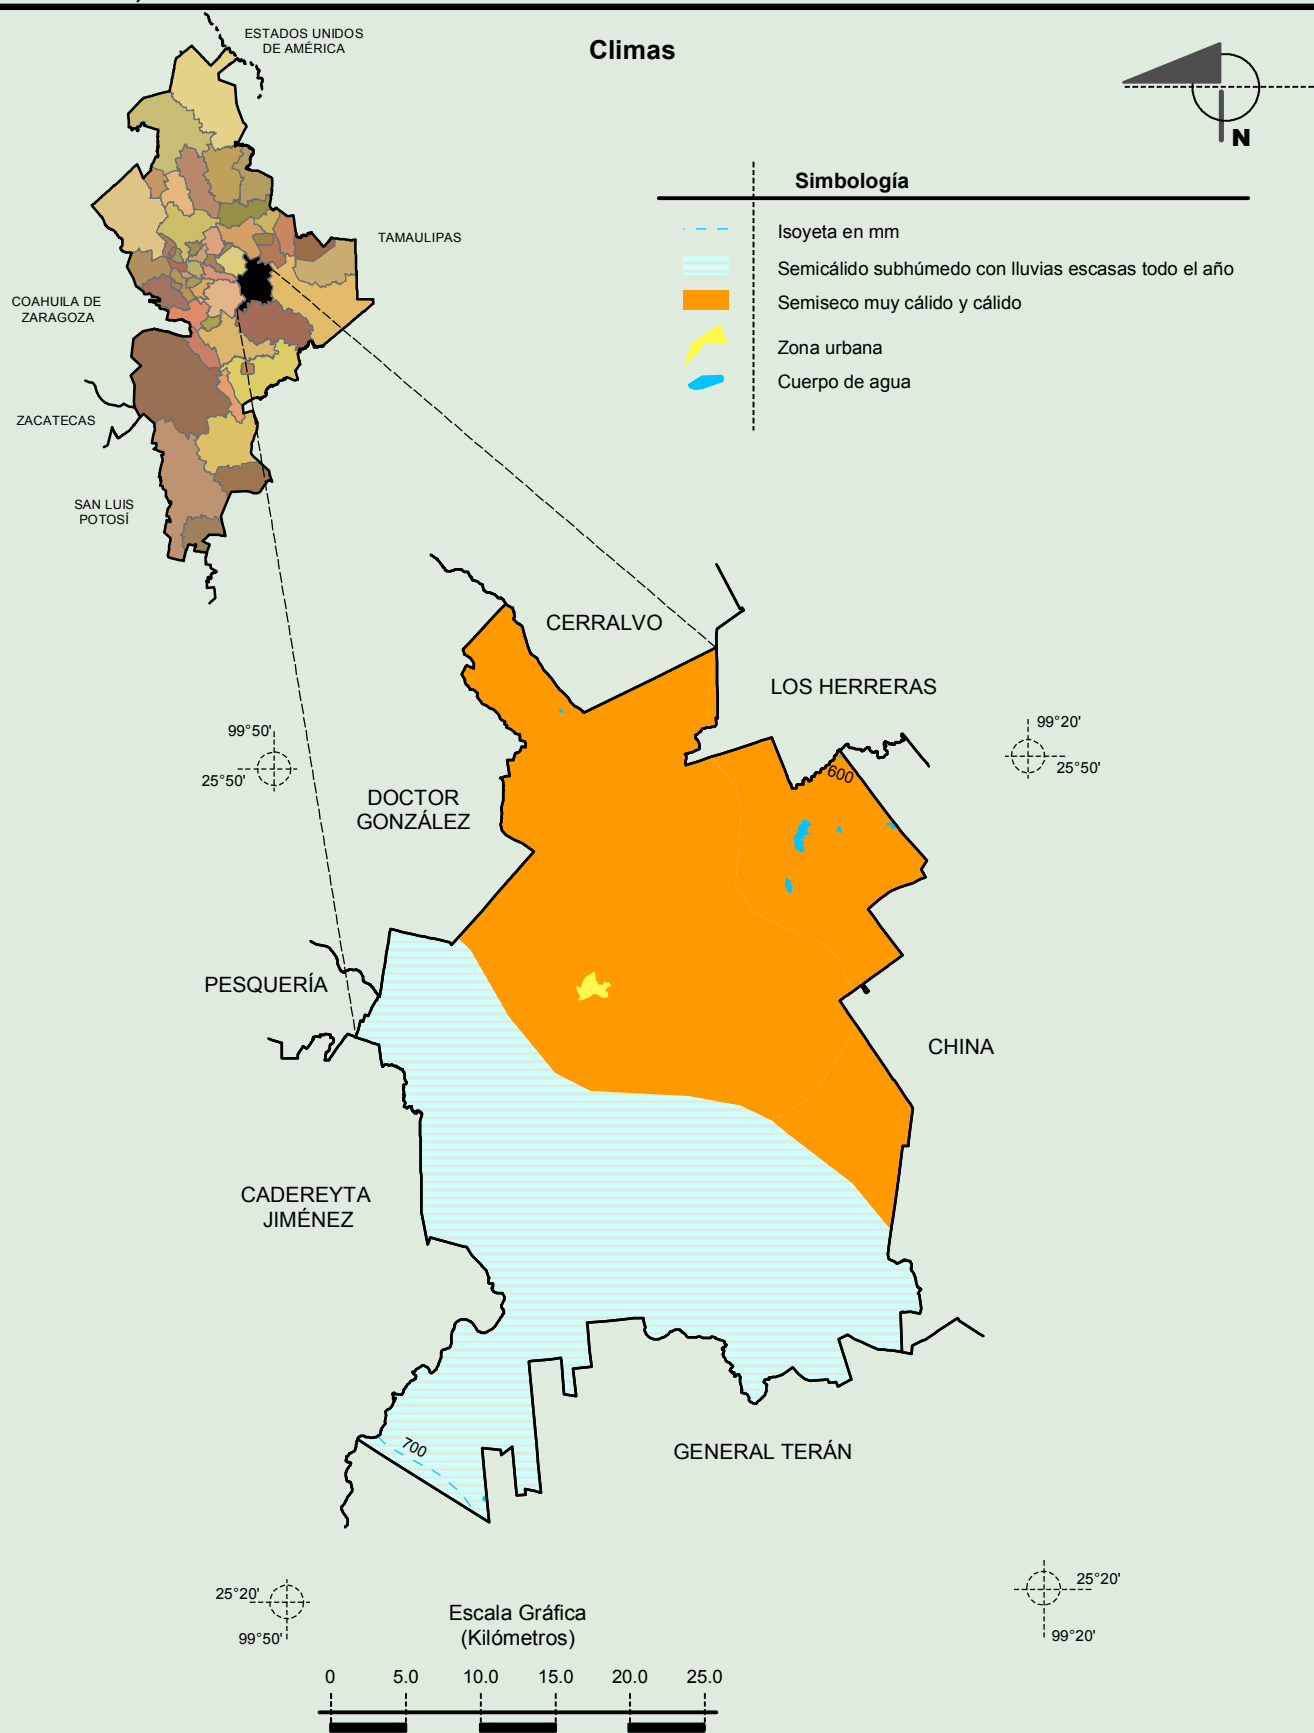 ESTADOS UNIDOS
DE AMÉRICA
Climas
N
Simbología
Isoyeta en mm
Semicálido subhúmedo con lluvias escasas todo el año
Semiseco muy cálido y cálido
Zona urbana
Cuerpo de agua
TAMAULIPAS
COAHUILA DE
ZARAGOZA
ZACATECAS
SAN LUIS
POTOSÍ
CERRALVO
LOS HERRERAS
99°50'
25°50'
99°20'
25°50'
600
DOCTOR
GONZÁLEZ
PESQUERÍA
CHINA
CADEREYTA
JIMÉNEZ
700
GENERAL TERÁN
25°20'
99°50'
25°20'
99°20'
Escala Gráfica
(Kilómetros)
0 5.0 10.0 15.0 20.0 25.0